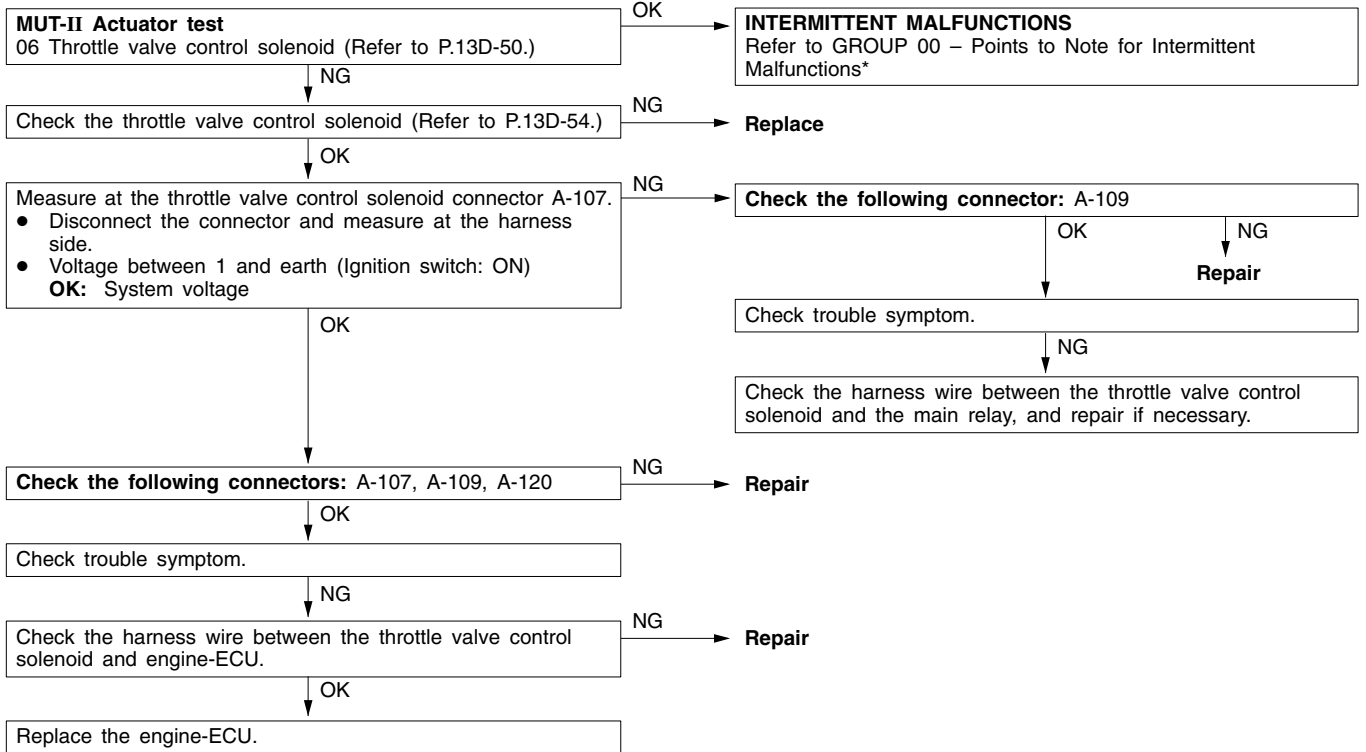 MUT-II Actuator test
06 Throttle valve control solenoid (Refer to P.13D-50.)
OK
INTERMITTENT MALFUNCTIONS
Refer to GROUP 00 – Points to Note for Intermittent
Malfunctions*
NG
Check the throttle valve control solenoid (Refer to P.13D-54.)
NG
Replace
OK
Measure at the throttle valve control solenoid connector A-107.
● Disconnect the connector and measure at the harness
side.
● Voltage between 1 and earth (Ignition switch: ON)
OK: System voltage
NG
Check the following connector: A-109
OK
NG
Repair
Check trouble symptom.
NG
Check the harness wire between the throttle valve control
solenoid and the main relay, and repair if necessary.
OK
Check the following connectors: A-107, A-109, A-120
NG
Repair
OK
Check trouble symptom.
NG
Check the harness wire between the throttle valve control
solenoid and engine-ECU.
NG
Repair
OK
Replace the engine-ECU.